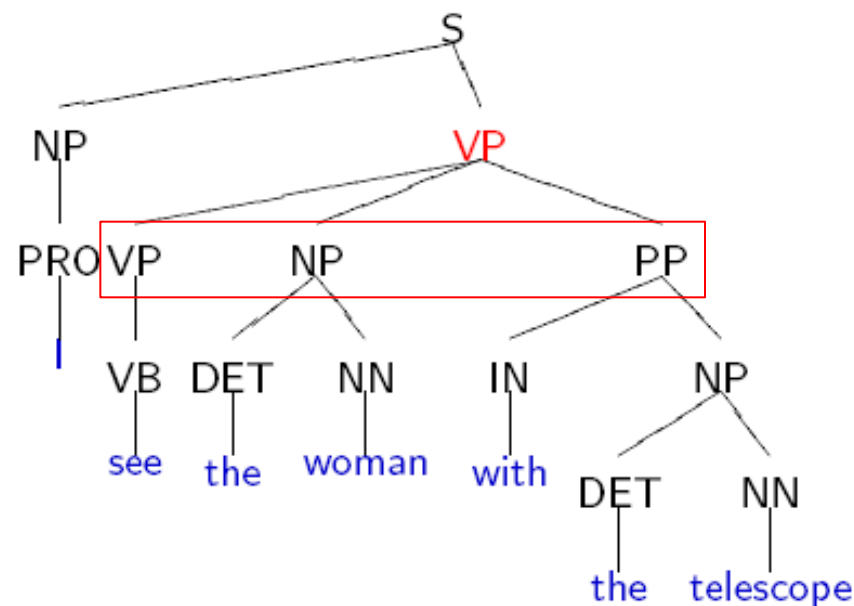 S
NP VP
PRO VP NP PP
I VB DET NN IN NP
see the woman with
DET NN
the telescope